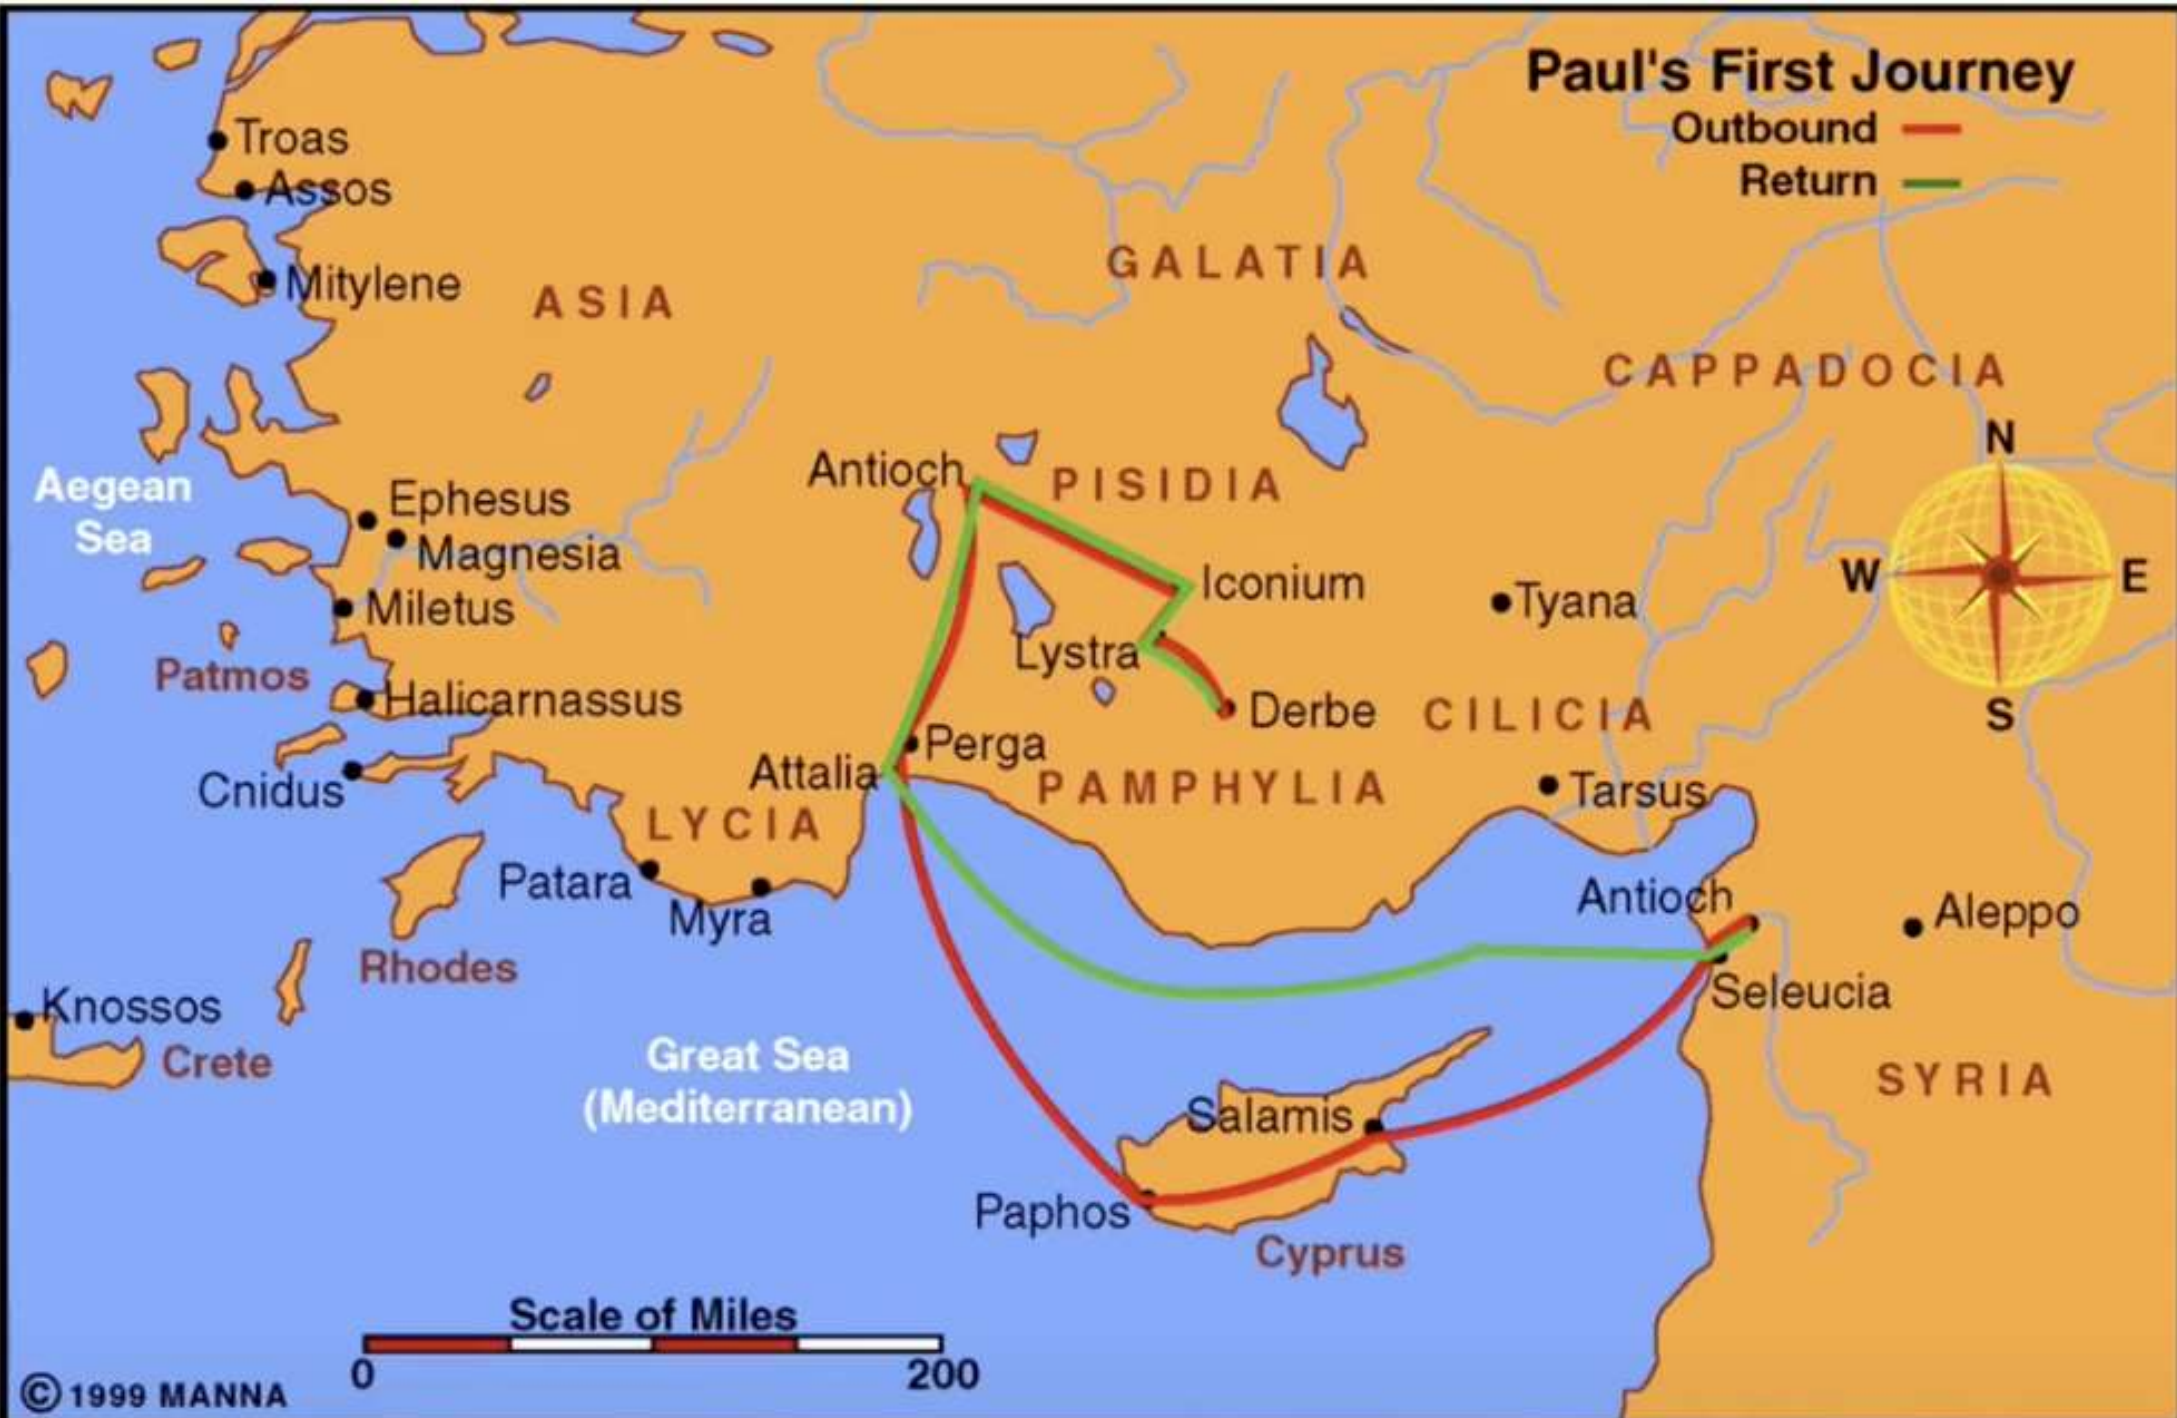 Paul's First Journey
Outbound
Return
Troas
Assos
Mitylene
ASIA
GALATIA
CAPPADOCIA
N
W
E
S
Aegean
Sea
Ephesus
Magnesia
Miletus
Patmos
Halicarnassus
Cnidus
Antioch
PISIDIA
Iconium
Lystra
Derbe
Tyana
CILICIA
Tarsus
Perga
Attalia
PAMPHYLIA
LYCIA
Patara
Myra
Rhodes
Knossos
Crete
Antioch
Aleppo
Seleucia
SYRIA
Great Sea
(Mediterranean)
Salamis
Paphos
Cyprus
Scale of Miles
0 200
© 1999 MANNA